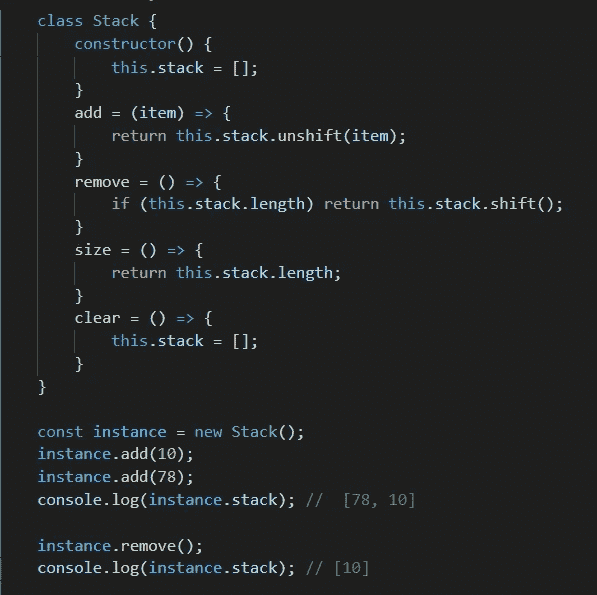 class Stack {
    constructor() {
        this.stack = [];
    }
    add = (item) => {
        return this.stack.unshift(item);
    }
    remove = () => {
        if (this.stack.length) return this.stack.shift();
    }
    size = () => {
        return this.stack.length;
    }
    clear = () => {
        this.stack = [];
    }
}

const instance = new Stack();
instance.add(10);
instance.add(78);
console.log(instance.stack); //  [78, 10]

instance.remove();
console.log(instance.stack); // [10]